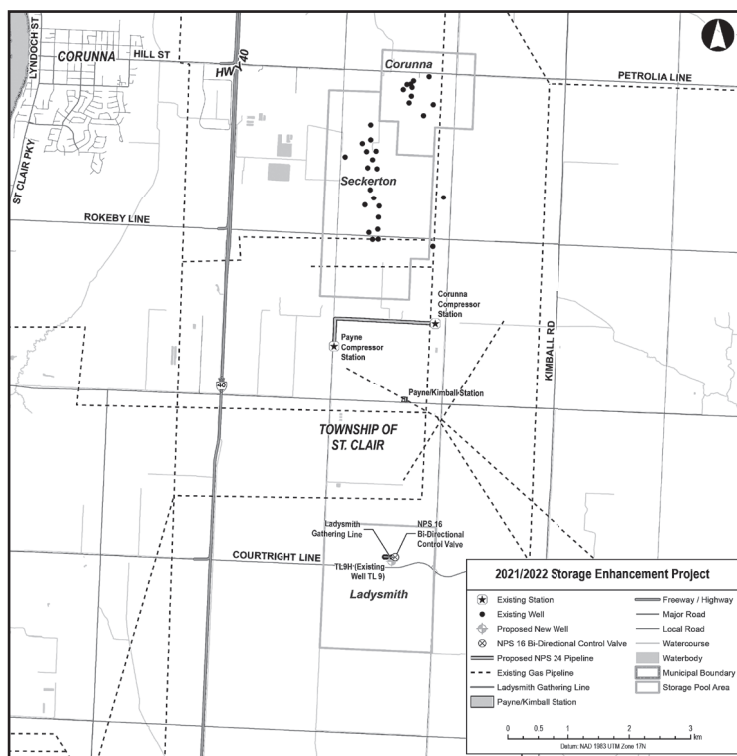 LYNDOCH ST
CORUNNA
HILL ST
HWY 40
Corunna
PETROLIA LINE
ST CLAIR PKY
Seckerton
ROKEBY LINE
Corunna
Compressor
Station
Payne
Compressor
Station
KIMBALL RD
Payne/Kimball Station
TOWNSHIP OF
ST. CLAIR
Ladysmith
Gathering Line
NPS 16
Bi-Directional
Control Valve
COURTRIGHT LINE
TL9H (Existing
Well TL 9)
Ladysmith
2021/2022 Storage Enhancement Project
Existing Station
Existing Well
Proposed New Well
NPS 16 Bi-Directional Control Valve
Proposed NPS 24 Pipeline
Existing Gas Pipeline
Ladysmith Gathering Line
Payne/Kimball Station
Freeway / Highway
Major Road
Local Road
Watercourse
Waterbody
Municipal Boundary
Storage Pool Area
0 0.5 1 2 3
km
Datum: NAD 1983 UTM Zone 17N